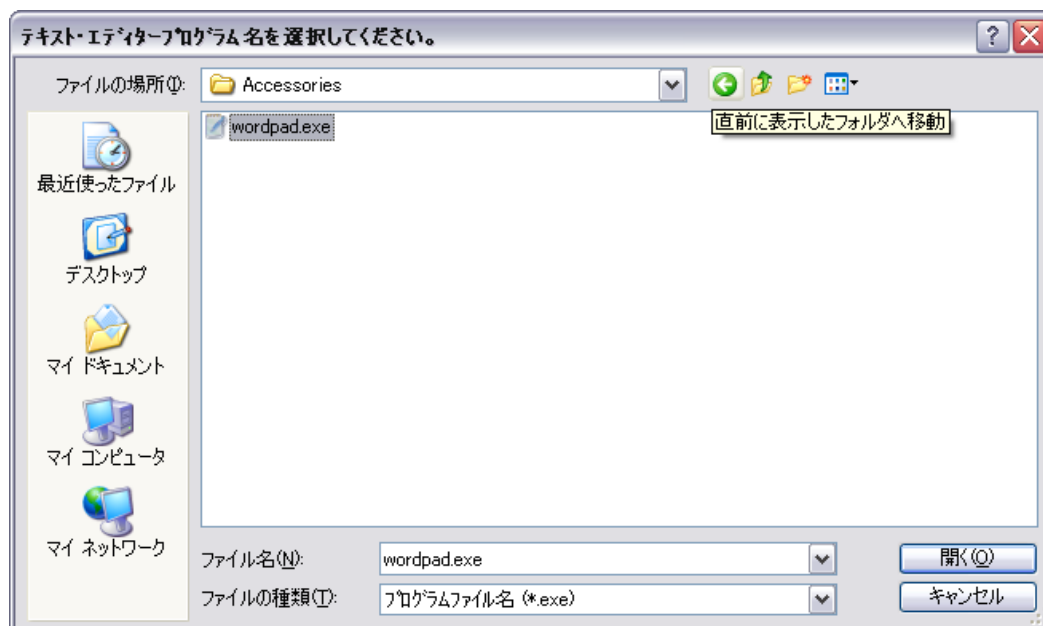 テキスト・エディタープログラム名を選択してください。
ファイルの場所(I):
Accessories
直前に表示したフォルダへ移動
wordpad.exe
最近使ったファイル
デスクトップ
マイ ドキュメント
マイ コンピュータ
マイ ネットワーク
ファイル名(N):
wordpad.exe
開く(O)
ファイルの種類(T):
プログラムファイル名 (*.exe)
キャンセル